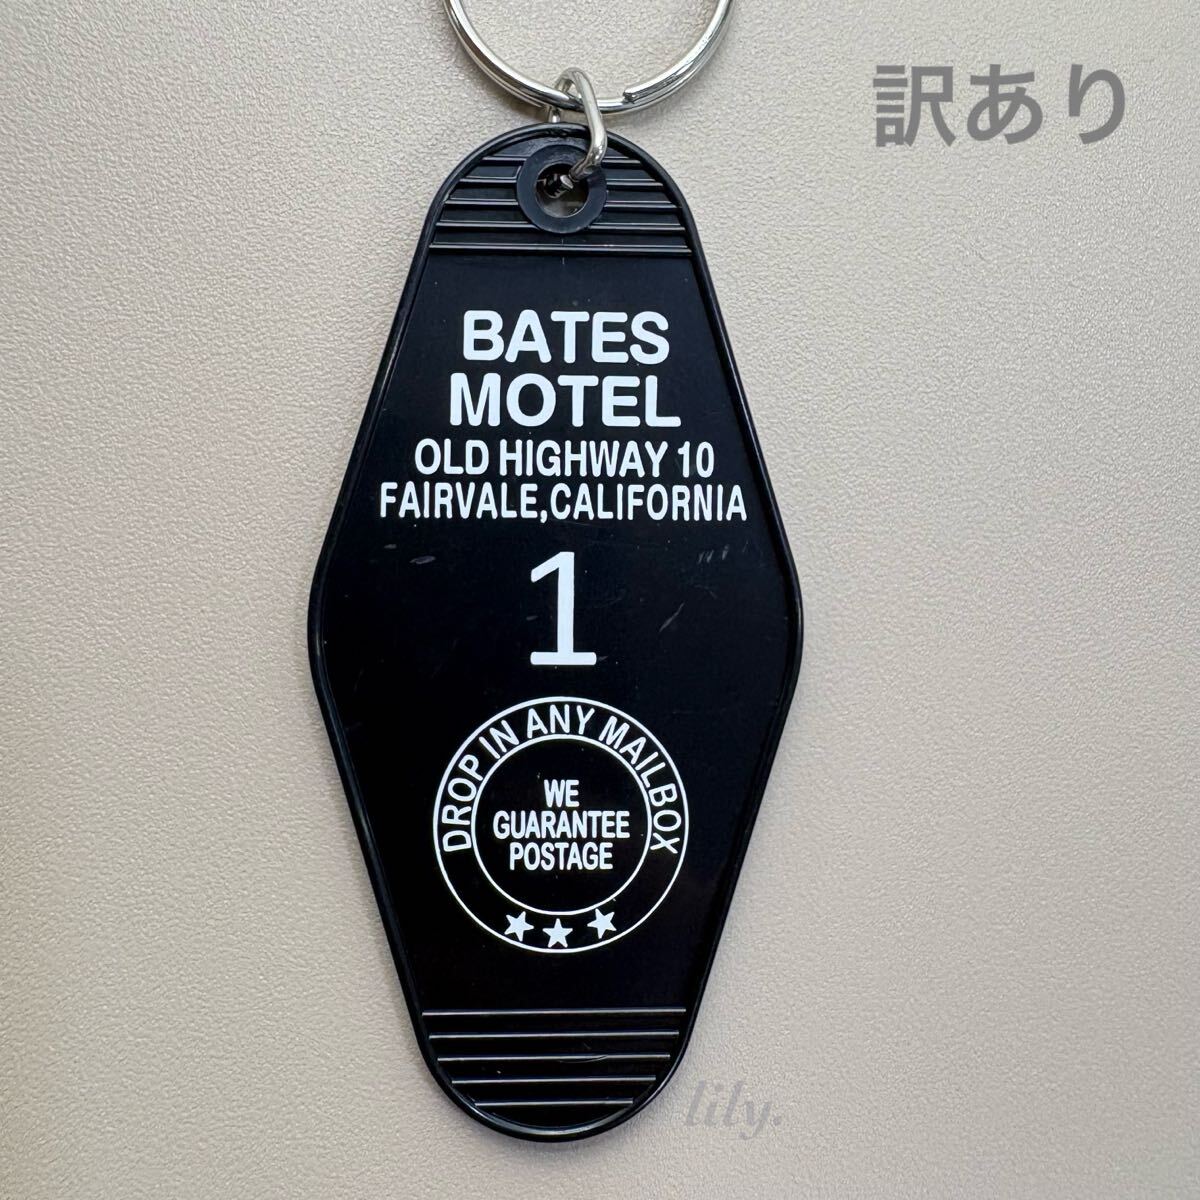 訳あり
BATES
MOTEL
OLD HIGHWAY 10
FAIRVALE,CALIFORNIA
1
DROP IN ANY MAILBOX
WE
GUARANTEE
POSTAGE
lily.